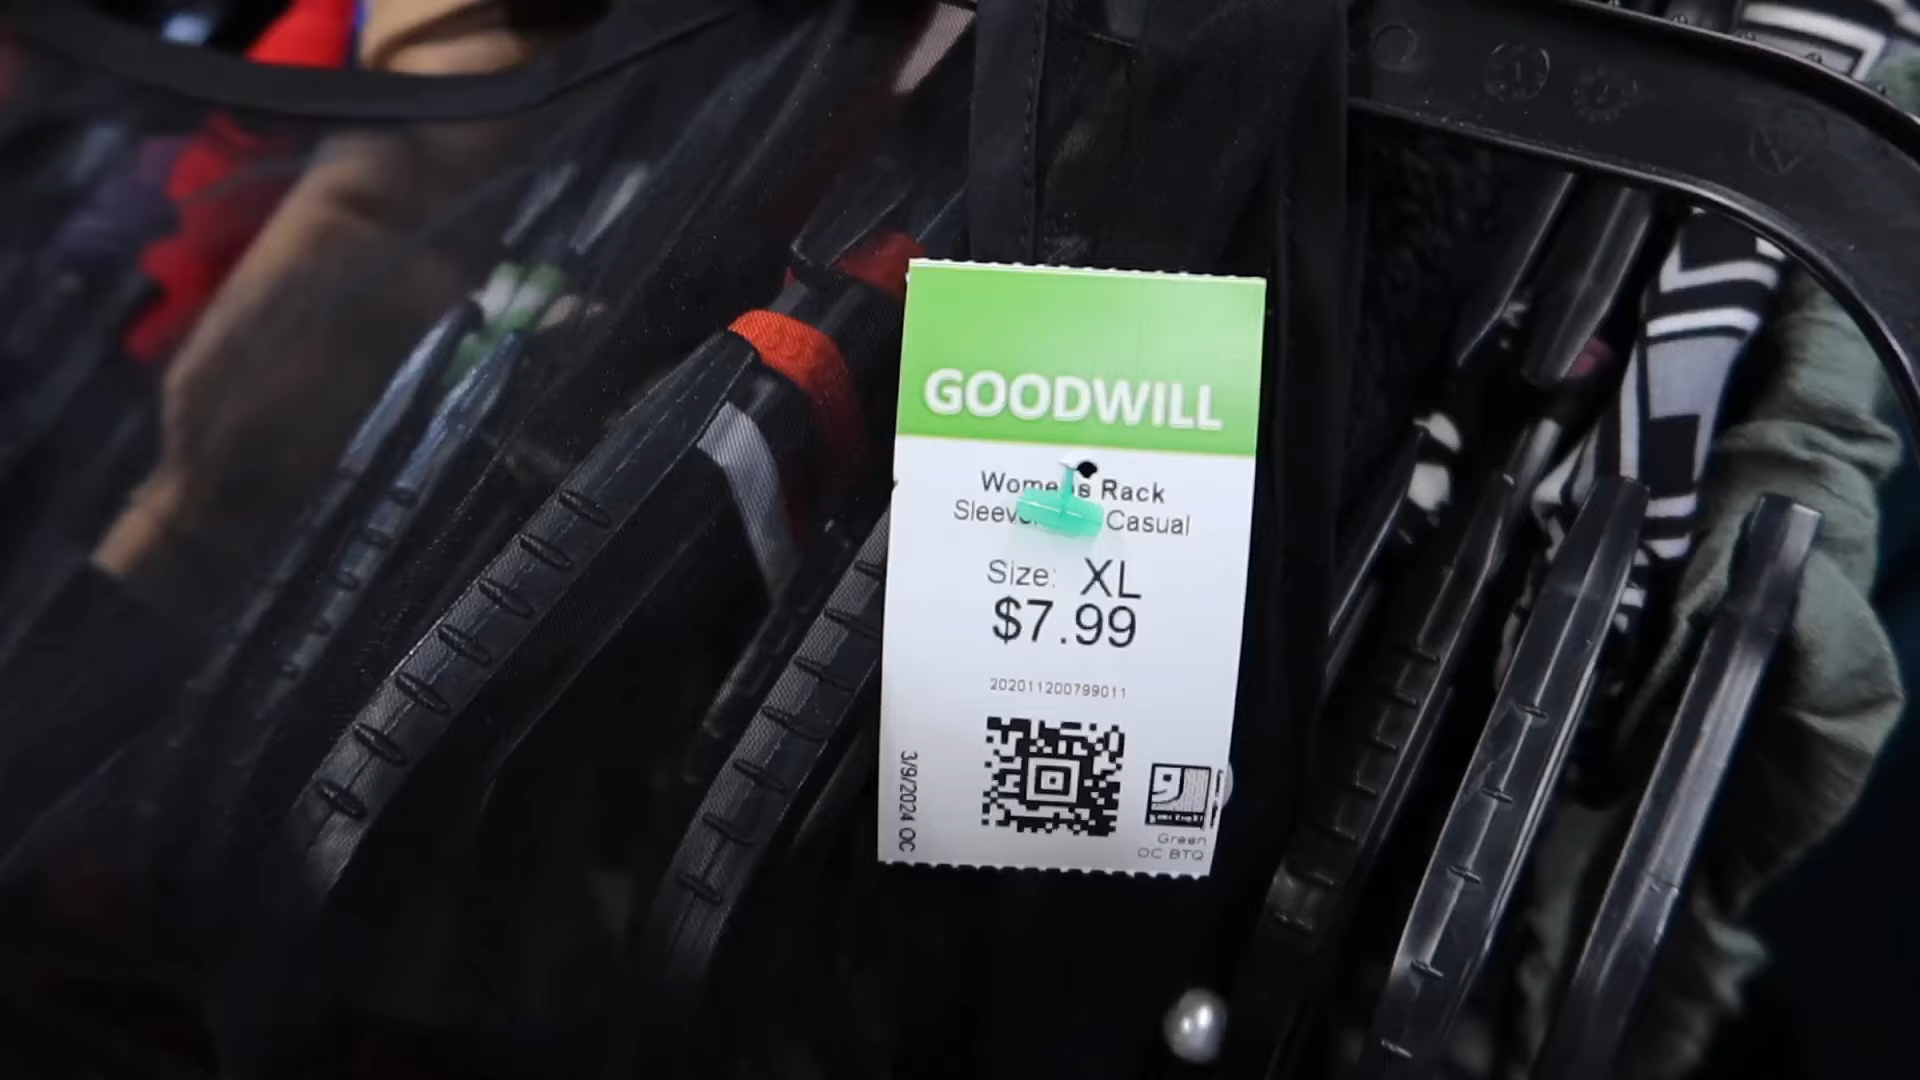 GOODWILL
Rack
Casual
Size: XL
$7.99
202011200799011
3/9/2024 OC
Green
OC BTQ